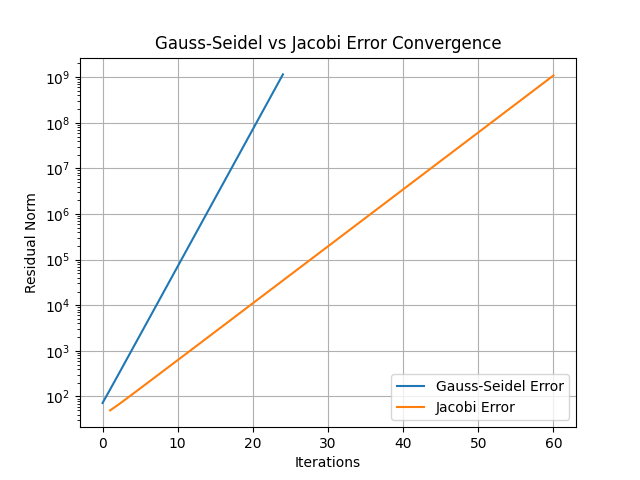 Gauss-Seidel vs Jacobi Error Convergence
10⁹
10⁸
10⁷
10⁶
10⁵
10⁴
10³
10²
Residual Norm
0 10 20 30 40 50 60
Iterations
Gauss-Seidel Error
Jacobi Error